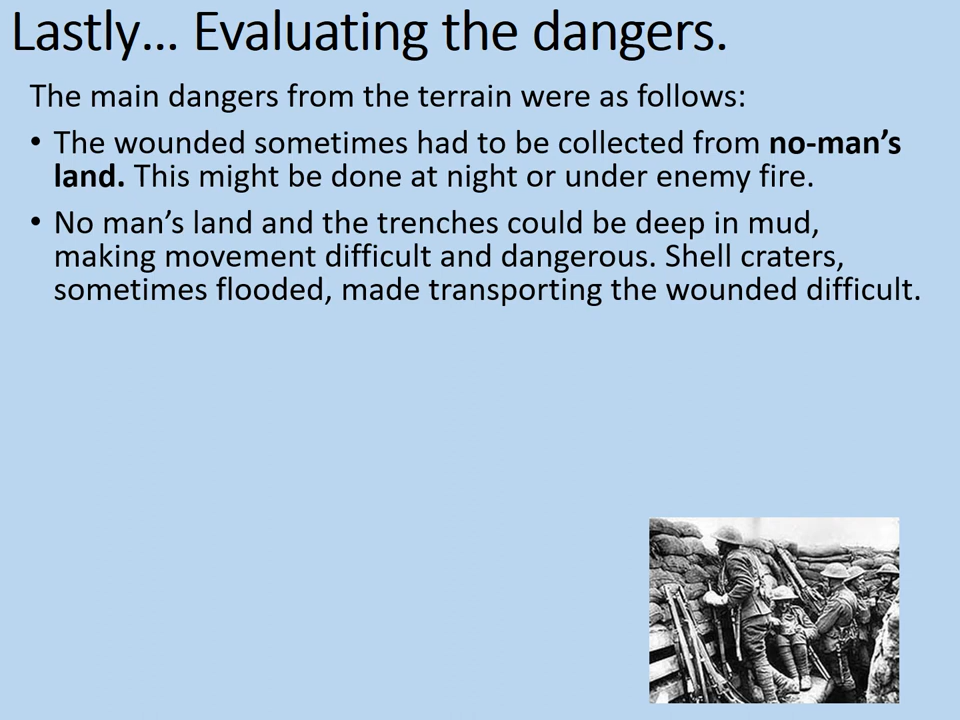 Lastly... Evaluating the dangers.
The main dangers from the terrain were as follows:
• The wounded sometimes had to be collected from no-man’s
land. This might be done at night or under enemy fire.
• No man’s land and the trenches could be deep in mud,
making movement difficult and dangerous. Shell craters,
sometimes flooded, made transporting the wounded difficult.